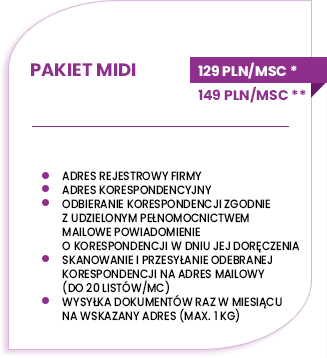 PAKIET MIDI
129 PLN/MSC *
149 PLN/MSC **
ADRES REJESTROWY FIRMY
ADRES KORESPONDENCYJNY
ODBIERANIE KORESPONDENCJI ZGODNIE
Z UDZIELONYM PEŁNOMOCNICTWEM
MAILOWE POWIADOMIENIE
O KORESPONDENCJI W DNIU JEJ DORĘCZENIA
SKANOWANIE I PRZESYŁANIE ODEBRANEJ
KORESPONDENCJI NA ADRES MAILOWY
(DO 20 LISTÓW/MC)
WYSYŁKA DOKUMENTÓW RAZ W MIESIĄCU
NA WSKAZANY ADRES (MAX. 1 KG)